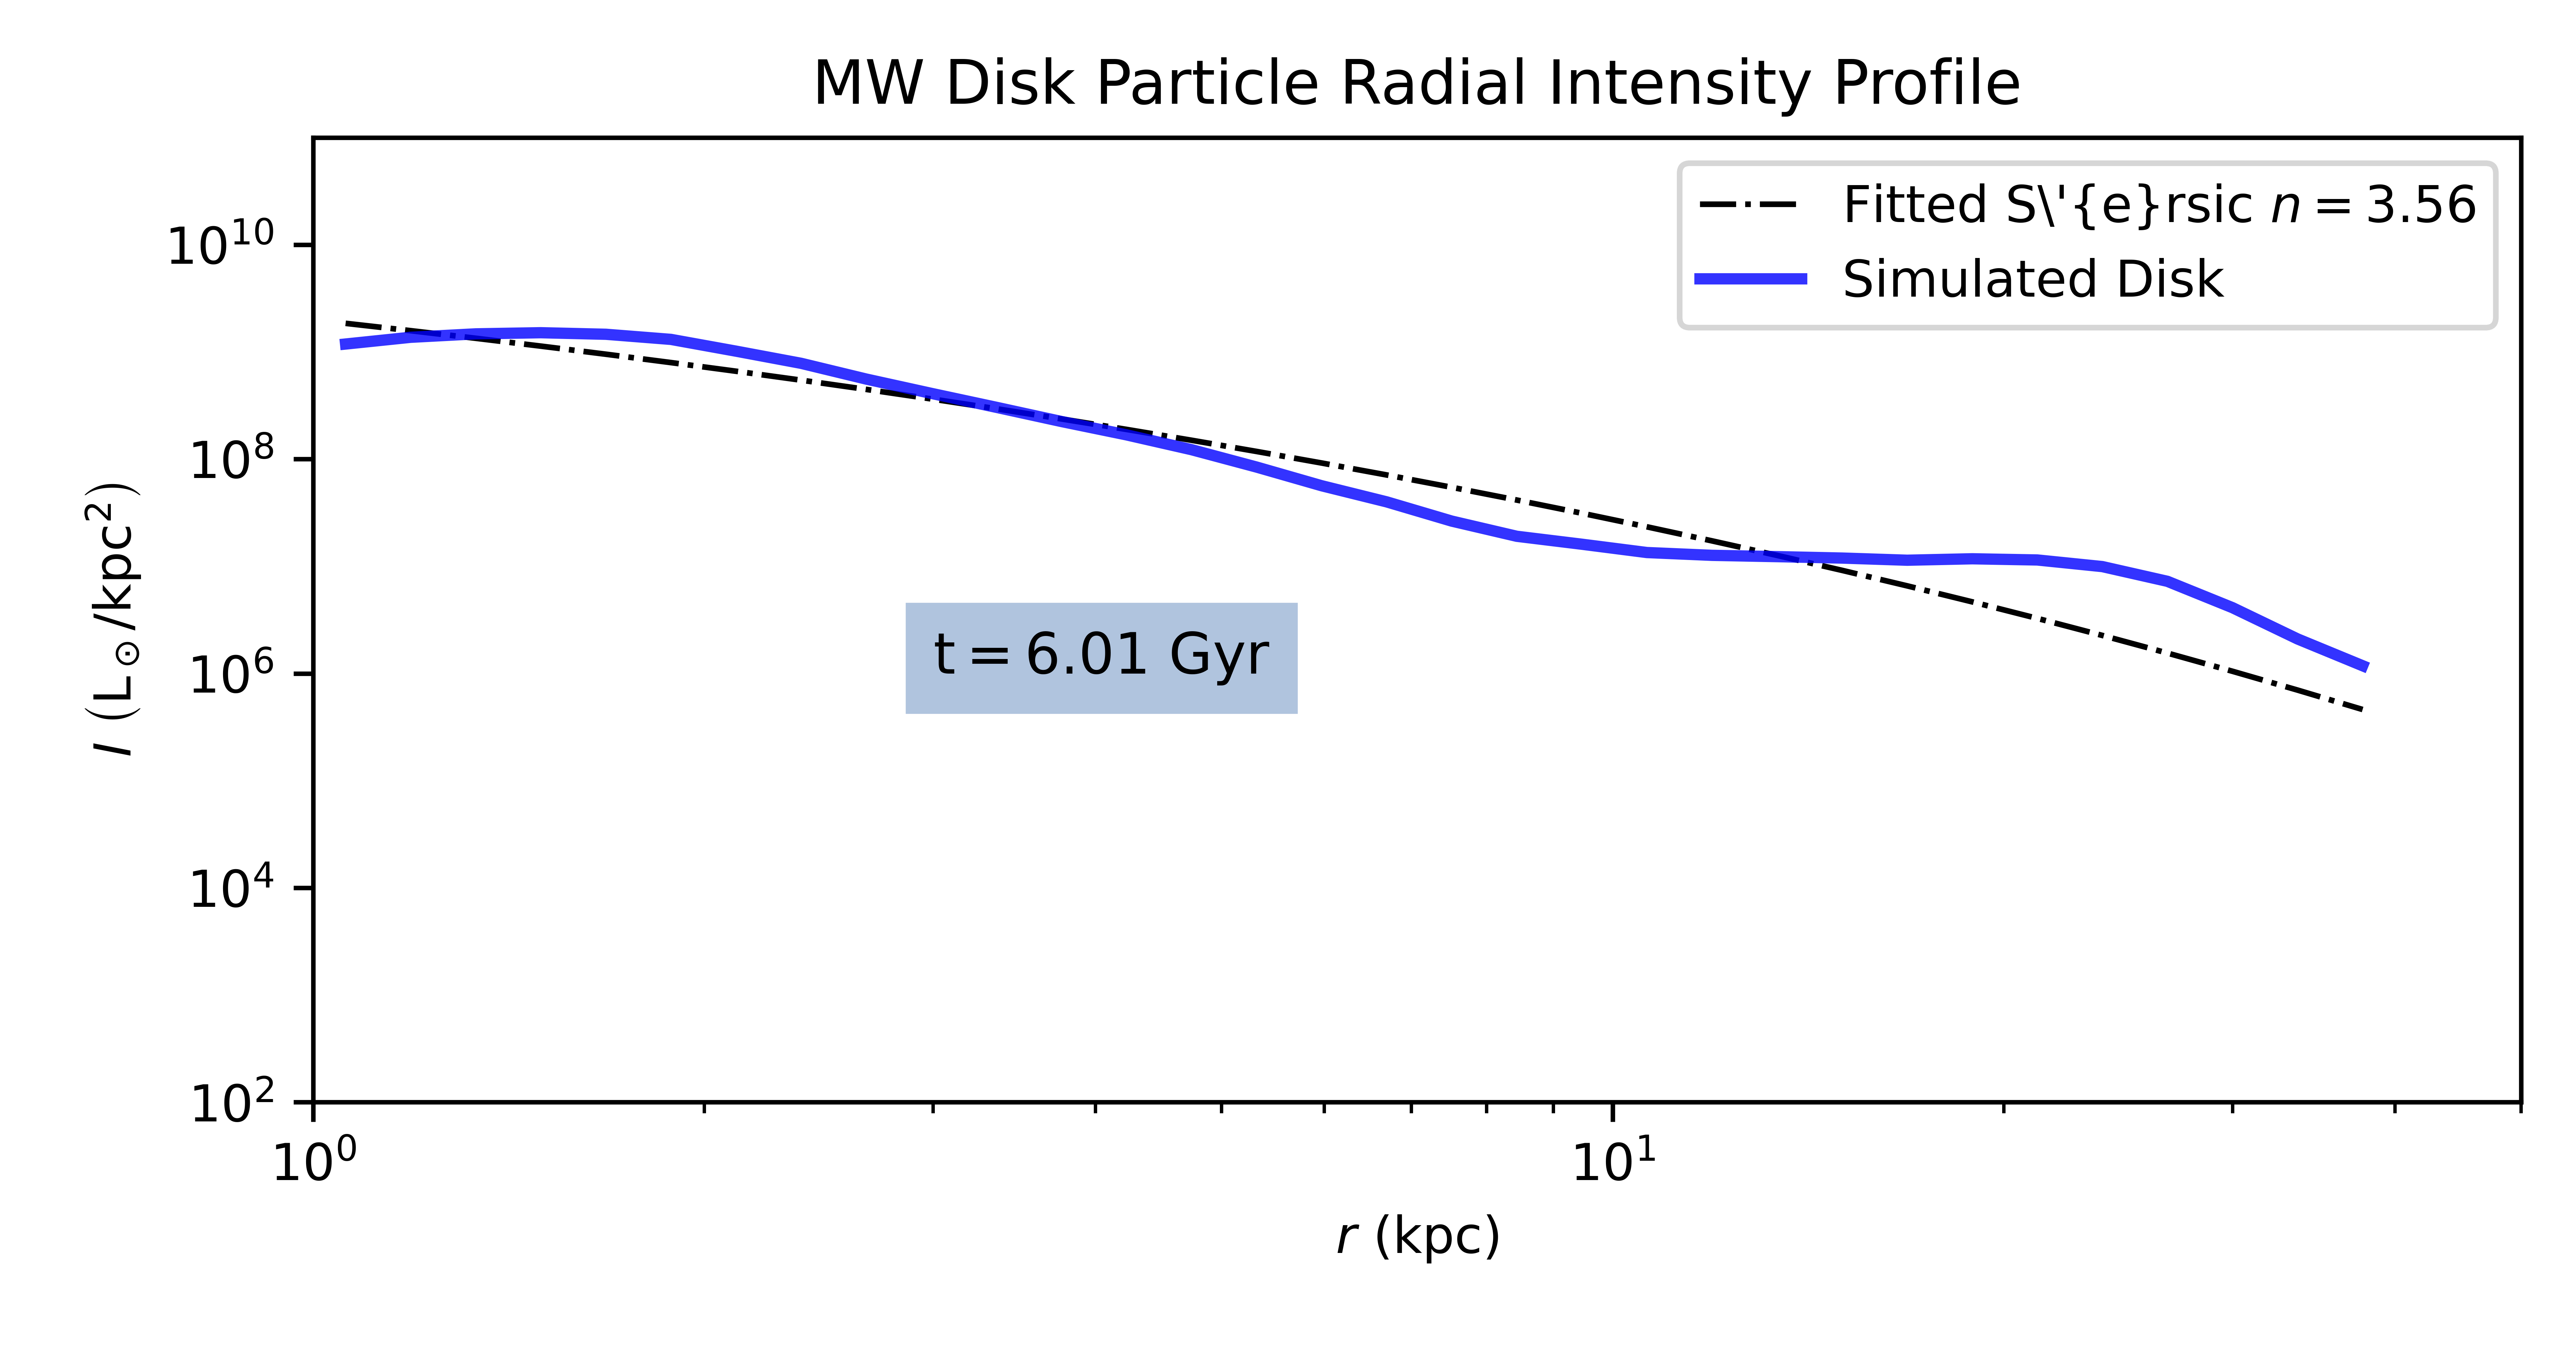 MW Disk Particle Radial Intensity Profile
Fitted S\'{e}rsic n = 3.56
Simulated Disk
I (L⊙/kpc²)
10¹⁰
10⁸
10⁶
10⁴
10²
t = 6.01 Gyr
10⁰
10¹
r (kpc)